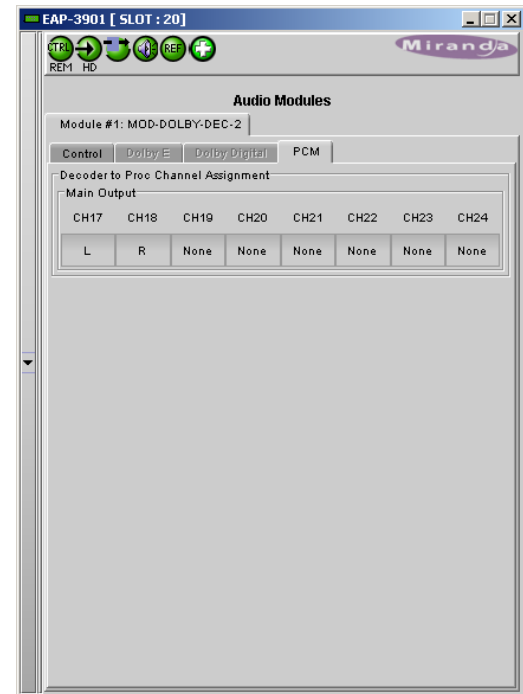 EAP-3901 [ SLOT : 20]
CTRL REF Miranda
REM HD
Audio Modules
Module #1: MOD-DOLBY-DEC-2
Control Dolby E Dolby Digital PCM
Decoder to Proc Channel Assignment
Main Output
CH17 CH18 CH19 CH20 CH21 CH22 CH23 CH24
L R None None None None None None